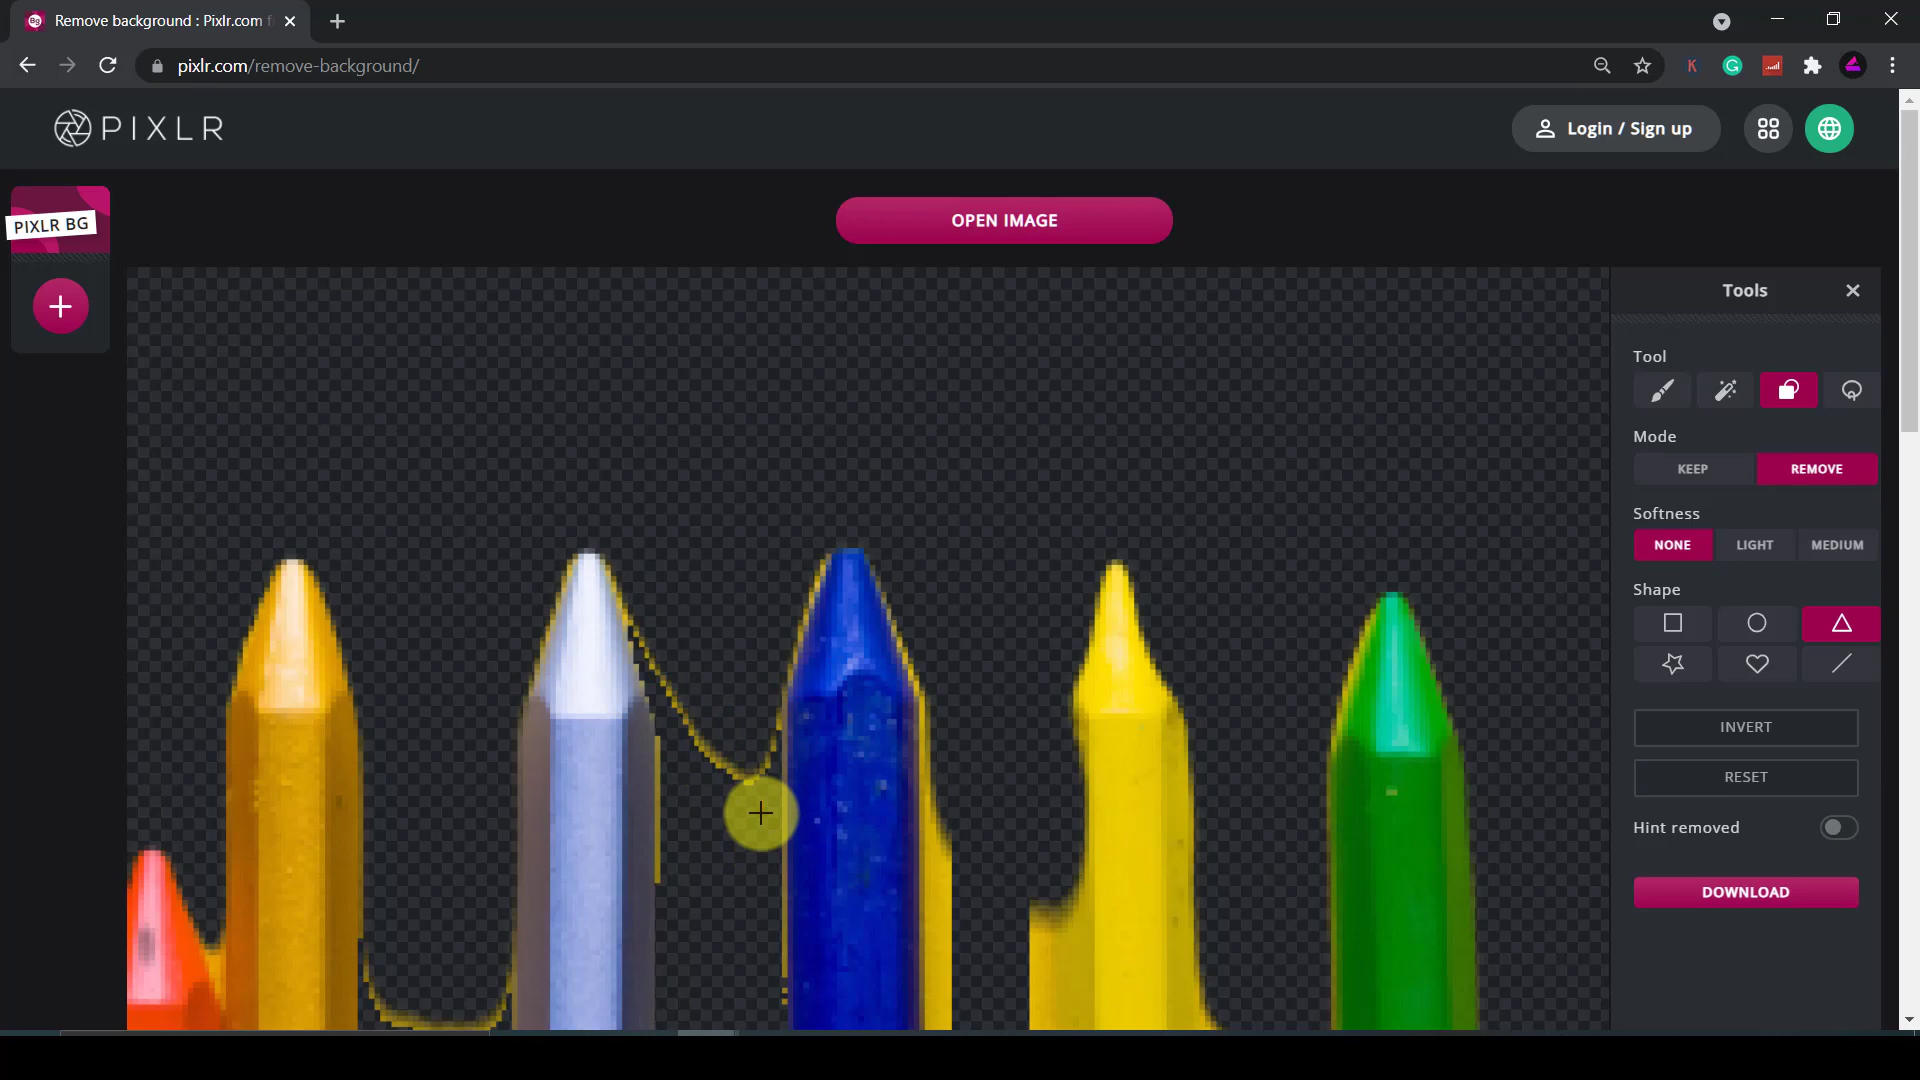 Remove background : Pixlr.com f
pixlr.com/remove-background/
PIXLR
Login / Sign up
PIXLR BG
OPEN IMAGE
Tools
Tool
Mode
KEEP
REMOVE
Softness
NONE
LIGHT
MEDIUM
Shape
INVERT
RESET
Hint removed
DOWNLOAD